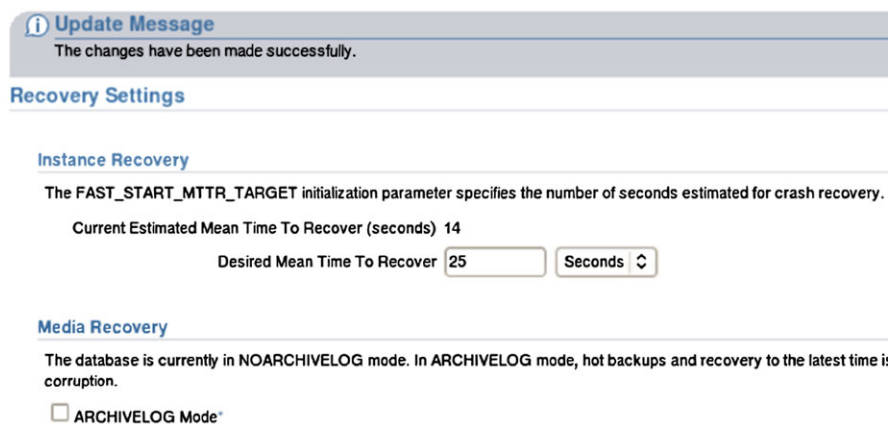 Update Message
The changes have been made successfully.
Recovery Settings
Instance Recovery
The FAST_START_MTTR_TARGET initialization parameter specifies the number of seconds estimated for crash recovery.
Current Estimated Mean Time To Recover (seconds) 14
Desired Mean Time To Recover 25 Seconds
Media Recovery
The database is currently in NOARCHIVELOG mode. In ARCHIVELOG mode, hot backups and recovery to the latest time is
corruption.
ARCHIVELOG Mode*